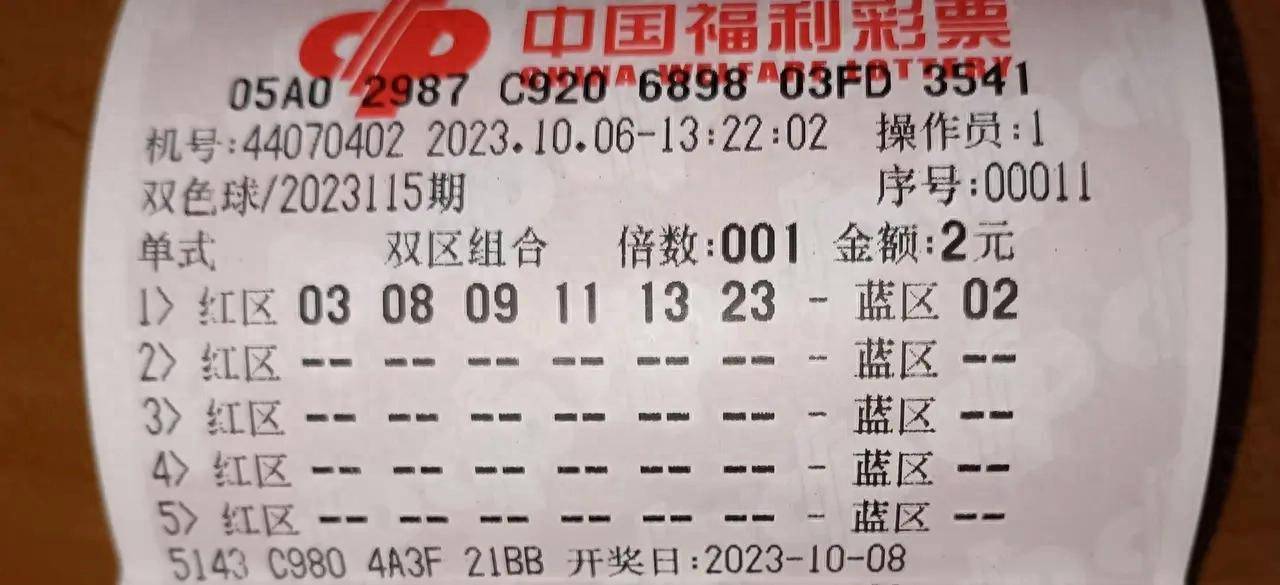 中国福利彩票
CHINA WELFARE LOTTERY
05A0 2987 C920 6898 03FD 3541
机号:44070402 2023.10.06-13:22:02 操作员:1
双色球/2023115期 序号:00011
单式 双区组合 倍数:001 金额:2元
1> 红区 03 08 09 11 13 23 - 蓝区 02
2> 红区 -- -- -- -- -- -- - 蓝区 --
3> 红区 -- -- -- -- -- -- - 蓝区 --
4> 红区 -- -- -- -- -- -- - 蓝区 --
5> 红区 -- -- -- -- -- -- - 蓝区 --
5143 C980 4A3F 21BB 开奖日:2023-10-08